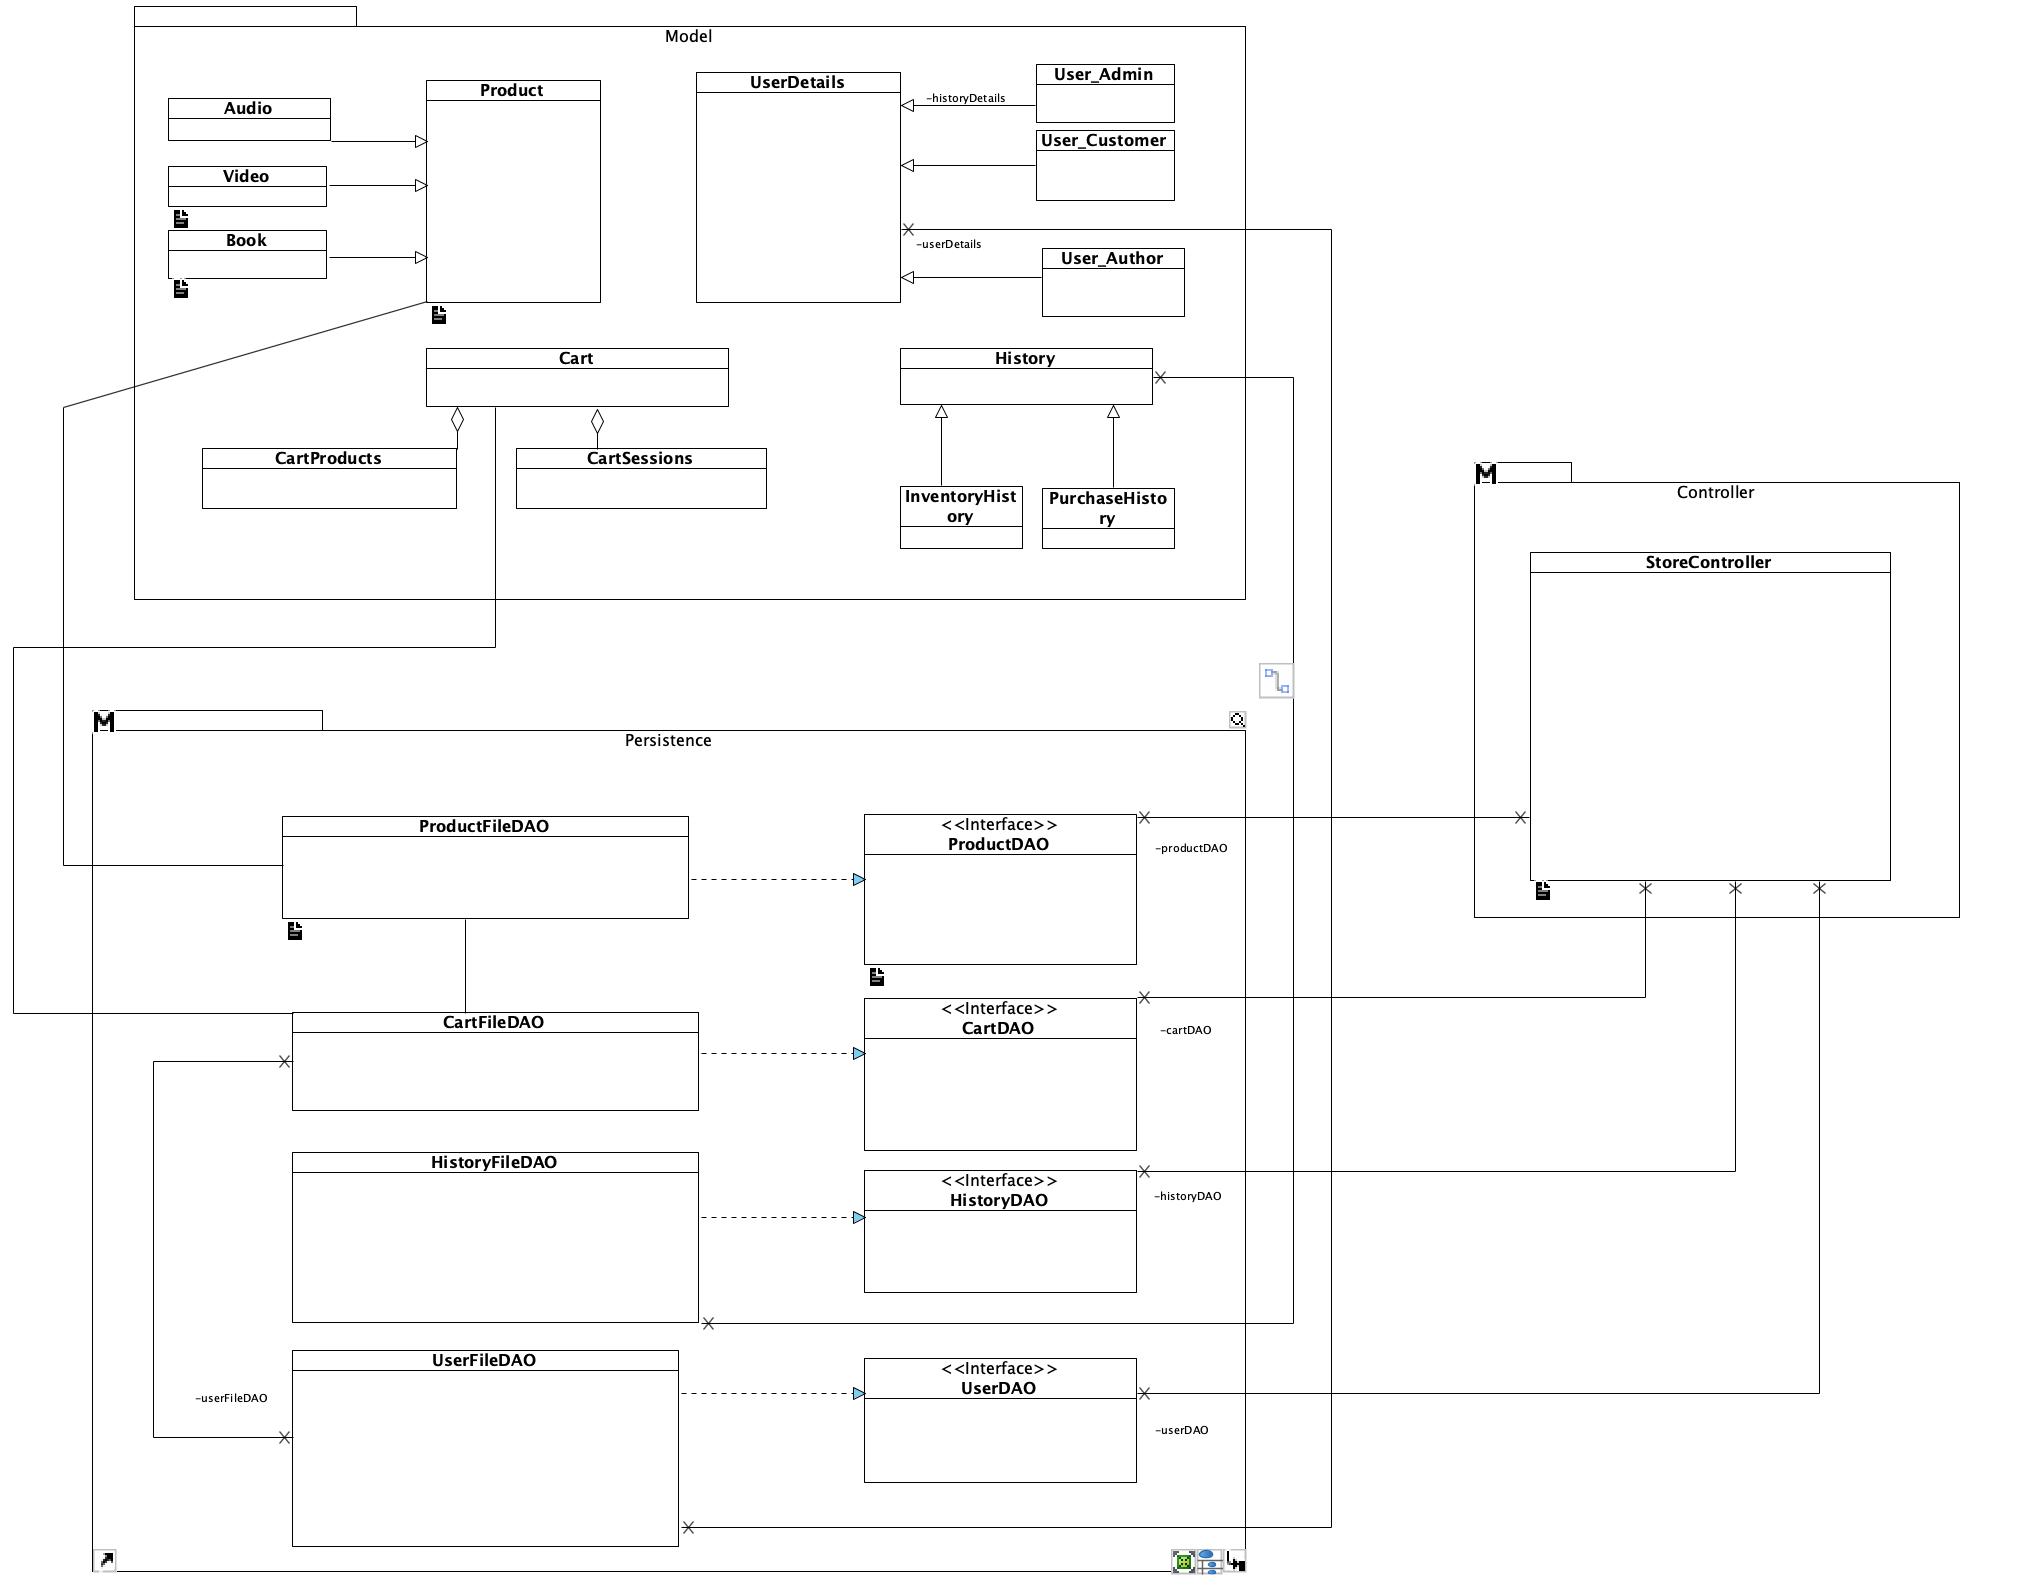 Model
Audio
Video
Book
Product
UserDetails
User_Admin
-historyDetails
User_Customer
-userDetails
User_Author
Cart
CartProducts
CartSessions
History
InventoryHist
ory
PurchaseHisto
ry
Controller
StoreController
Persistence
ProductFileDAO
<<Interface>>
ProductDAO
-productDAO
CartFileDAO
<<Interface>>
CartDAO
-cartDAO
HistoryFileDAO
<<Interface>>
HistoryDAO
-historyDAO
UserFileDAO
-userFileDAO
<<Interface>>
UserDAO
-userDAO